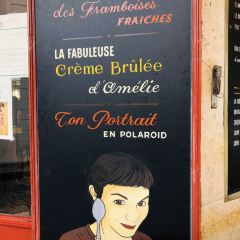 des Framboises
FRAICHES
LA FABULEUSE
Crème Brûlée
d'Amélie
Ton Portrait
EN POLAROID